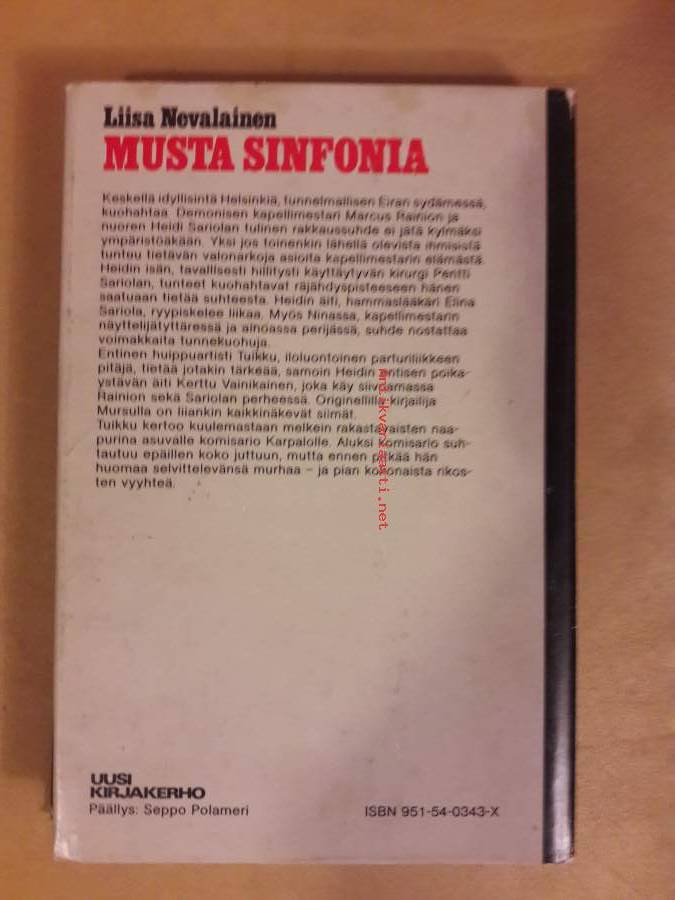 Liisa Nevalainen
MUSTA SINFONIA
Keskellä idyllisintä Helsinkiä, tunnelmallisen Eiran sydämessä,
kuohahtaa. Demonisen kapellimestari Marcus Rainion ja
nuoren Heidi Sariolan tulinen rakkaussuhde ei jätä kylmäksi
ympäristöäkään. Yksi jos toinenkin lähellä olevista ihmisistä
tuntuu tietävän valonarkoja asioita kapellimestarin elämästä.
Heidin isän, tavallisesti hillitysti käyttäytyvän kirurgi Pentti
Sariolan, tunteet kuohahtavat räjähdyspisteeseen hänen
saatuaan tietää suhteesta. Heidin äiti, hammaslääkäri Elina
Sariola, ryypiskelee liikaa. Myös Ninassa, kapellimestarin
näyttelijätyttäressä ja ainoassa perijässä, suhde nostattaa
voimakkaita tunnekuohuja.
Entinen huippuartisti Tuikku, iloluontoinen parturiliikkeen
pitäjä, tietää jotakin tärkeää, samoin Heidin entisen poika-
ystävän äiti Kerttu Vainikainen, joka käy siivoamassa
Rainion sekä Sariolan perheessä. Originellilla kirjailija
Mursulla on liiankin kaikkinäkevät silmät.
Tuikku kertoo kuulemastaan melkein rakastavaisten naa-
purina asuvalle komisario Karpalolle. Aluksi komisario suh-
tautuu epäillen koko juttuun, mutta ennen pitkää hän
huomaa selvittelevänsä murhaa – ja pian kokonaista rikos-
ten vyyhteä.
antikvariaatti.net
UUSI
KIRJAKERHO
Päällys: Seppo Polameri
ISBN 951-54-0343-X